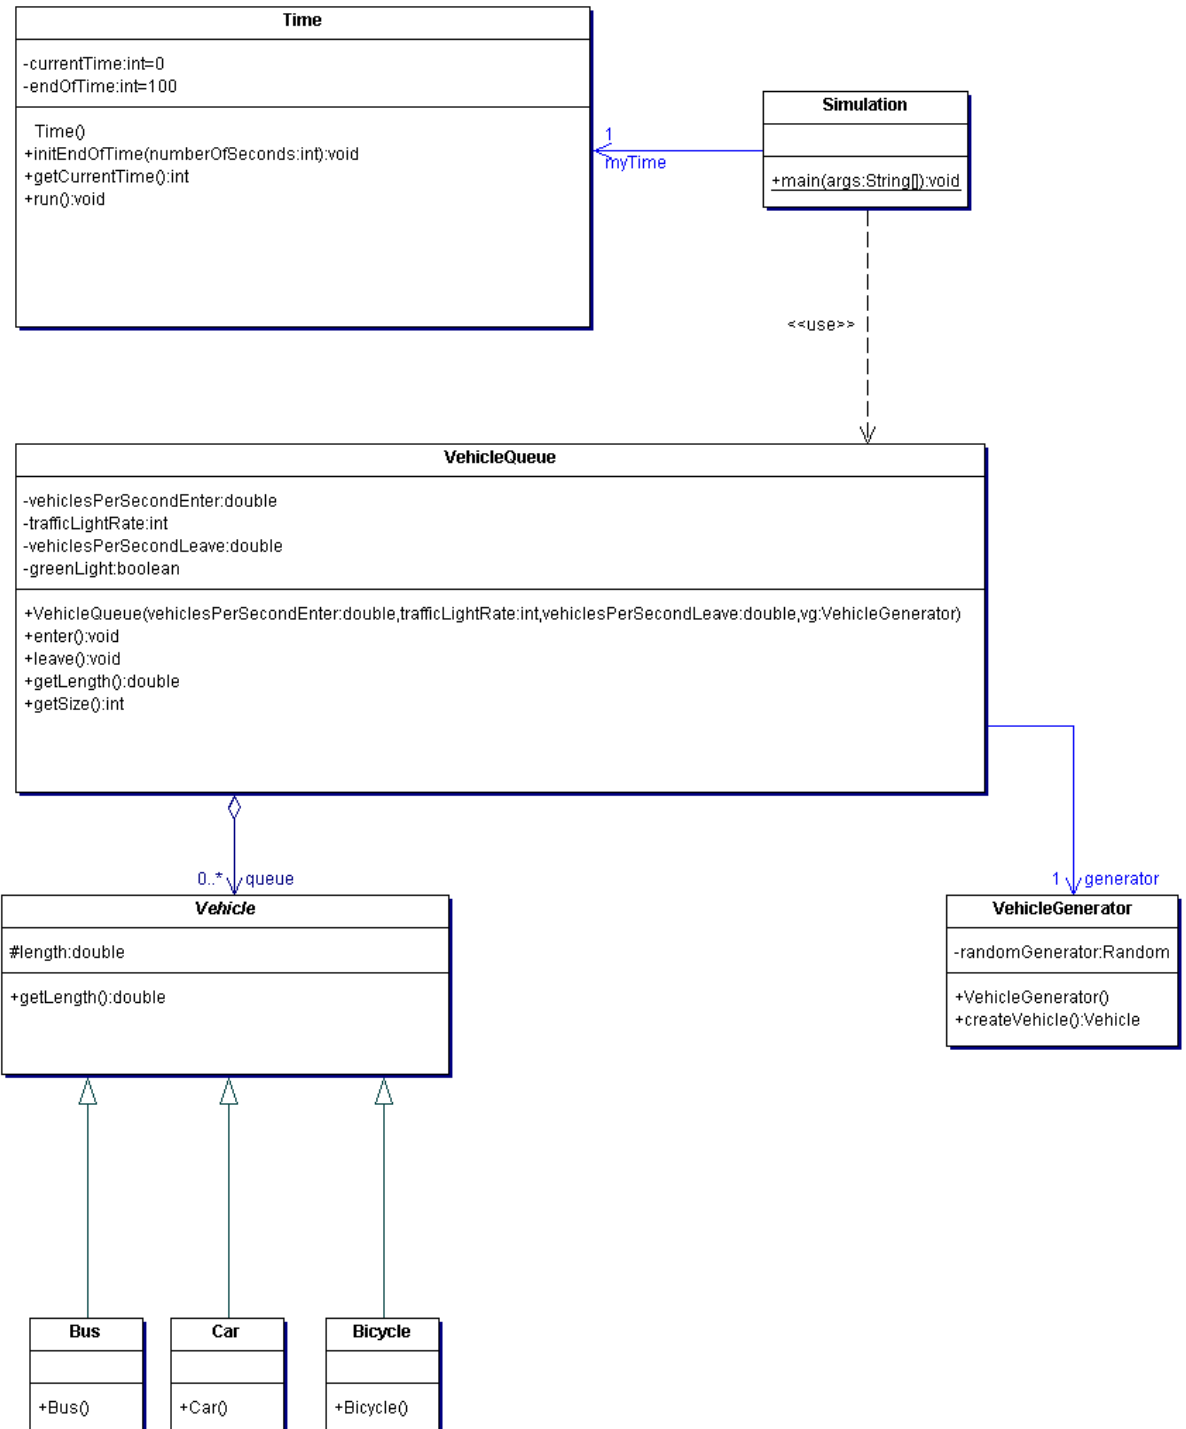 Time
-currentTime:int=0
-endOfTime:int=100
Time()
+initEndOfTime(numberOfSeconds:int):void
+getCurrentTime():int
+run():void
1
myTime
Simulation
+main(args:String[]):void
<<use>>
VehicleQueue
-vehiclesPerSecondEnter:double
-trafficLightRate:int
-vehiclesPerSecondLeave:double
-greenLight:boolean
+VehicleQueue(vehiclesPerSecondEnter:double,trafficLightRate:int,vehiclesPerSecondLeave:double,vg:VehicleGenerator)
+enter():void
+leave():void
+getLength():double
+getSize():int
0..* queue
1 generator
Vehicle
#length:double
+getLength():double
VehicleGenerator
-randomGenerator:Random
+VehicleGenerator()
+createVehicle():Vehicle
Bus
+Bus()
Car
+Car()
Bicycle
+Bicycle()